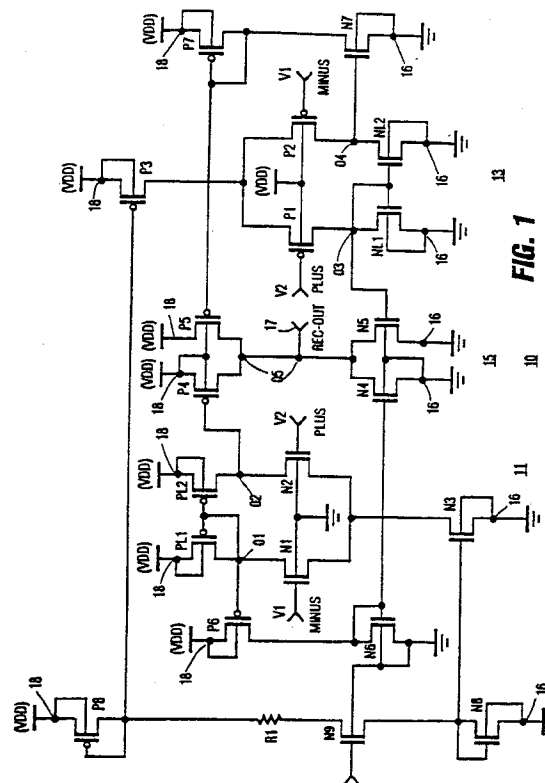 (VDD)
18
P8
(VDD)
18
P3
(VDD)
18
P6
(VDD)
18
PL1
(VDD)
18
PL2
(VDD)
18
P4
(VDD)
18
P5
(VDD)
18
P7
R1
01
02
05
17
REC-OUT
(VDD)
V2
PLUS
P1
P2
V1
MINUS
V1
MINUS
N1
N2
V2
PLUS
03
04
N9
N6
N4
N5
16
16
NL1
16
NL2
16
N7
16
N8
16
N3
16
11
15
10
13
FIG. 1